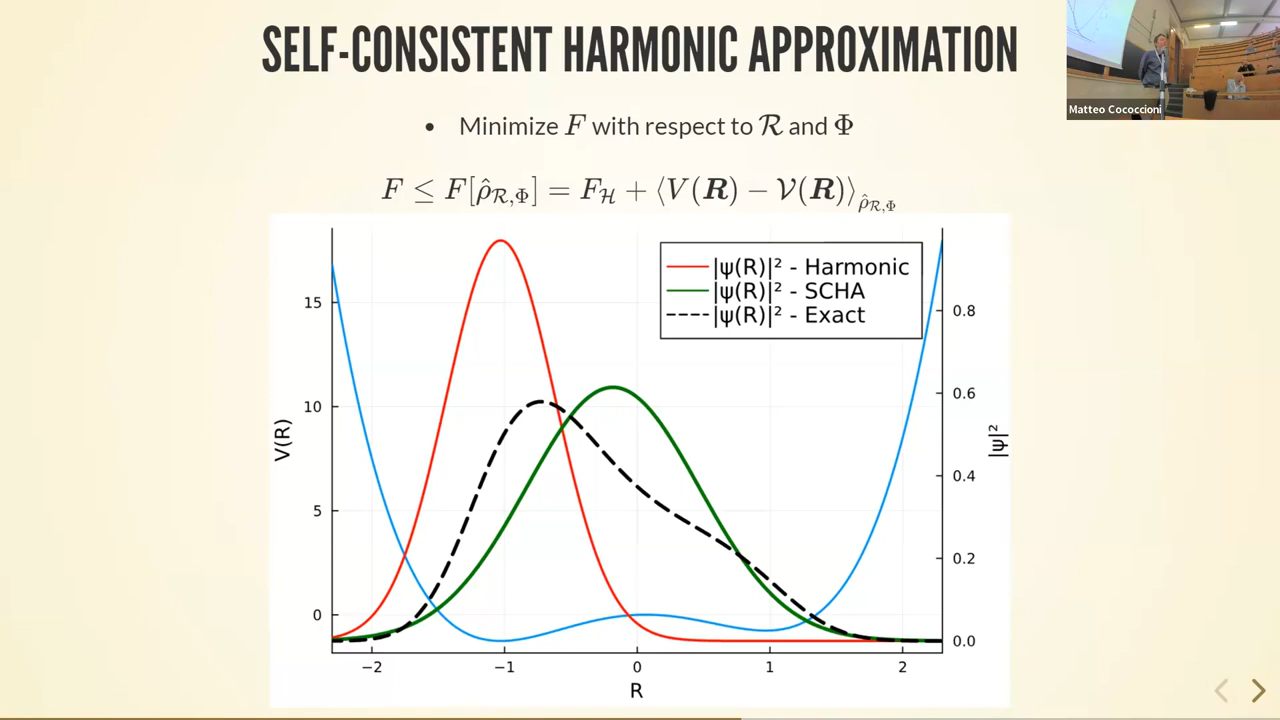 SELF-CONSISTENT HARMONIC APPROXIMATION
Matteo Cococcioni
• Minimize F with respect to ℛ and Φ
F ≤ F[ρ̂_{ℛ,Φ}] = F_ℋ + ⟨V(R) − 𝒱(R)⟩_{ρ̂_{ℛ,Φ}}
|ψ(R)|² - Harmonic
|ψ(R)|² - SCHA
|ψ(R)|² - Exact
V(R)
15
10
5
0
|ψ|²
0.8
0.6
0.4
0.2
0.0
−2 −1 0 1 2
R